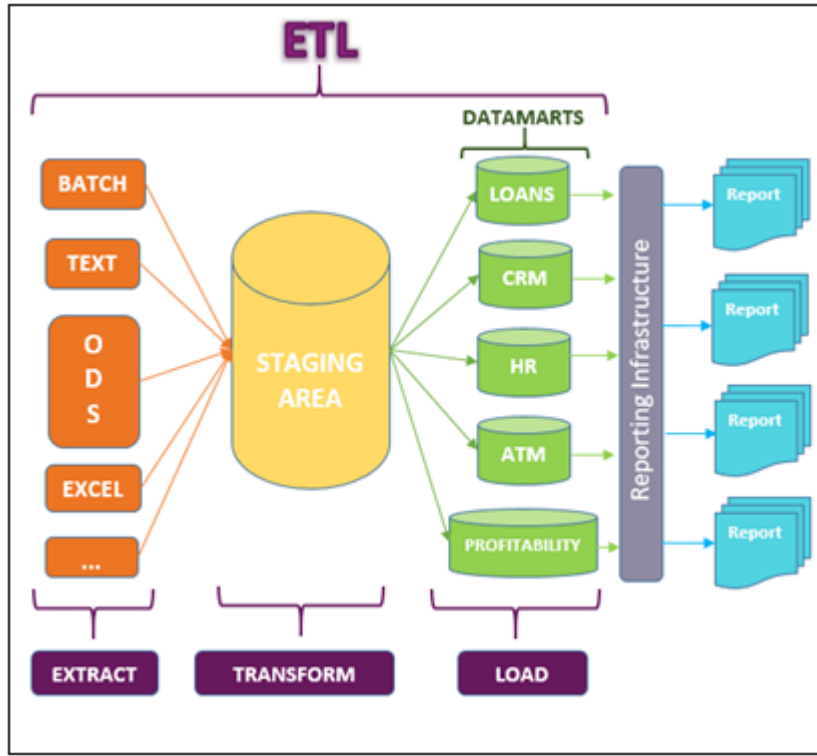 ETL
DATAMARTS
BATCH
TEXT
O
D
S
EXCEL
...
STAGING
AREA
LOANS
CRM
HR
ATM
PROFITABILITY
Reporting Infrastructure
Report
Report
Report
Report
EXTRACT
TRANSFORM
LOAD